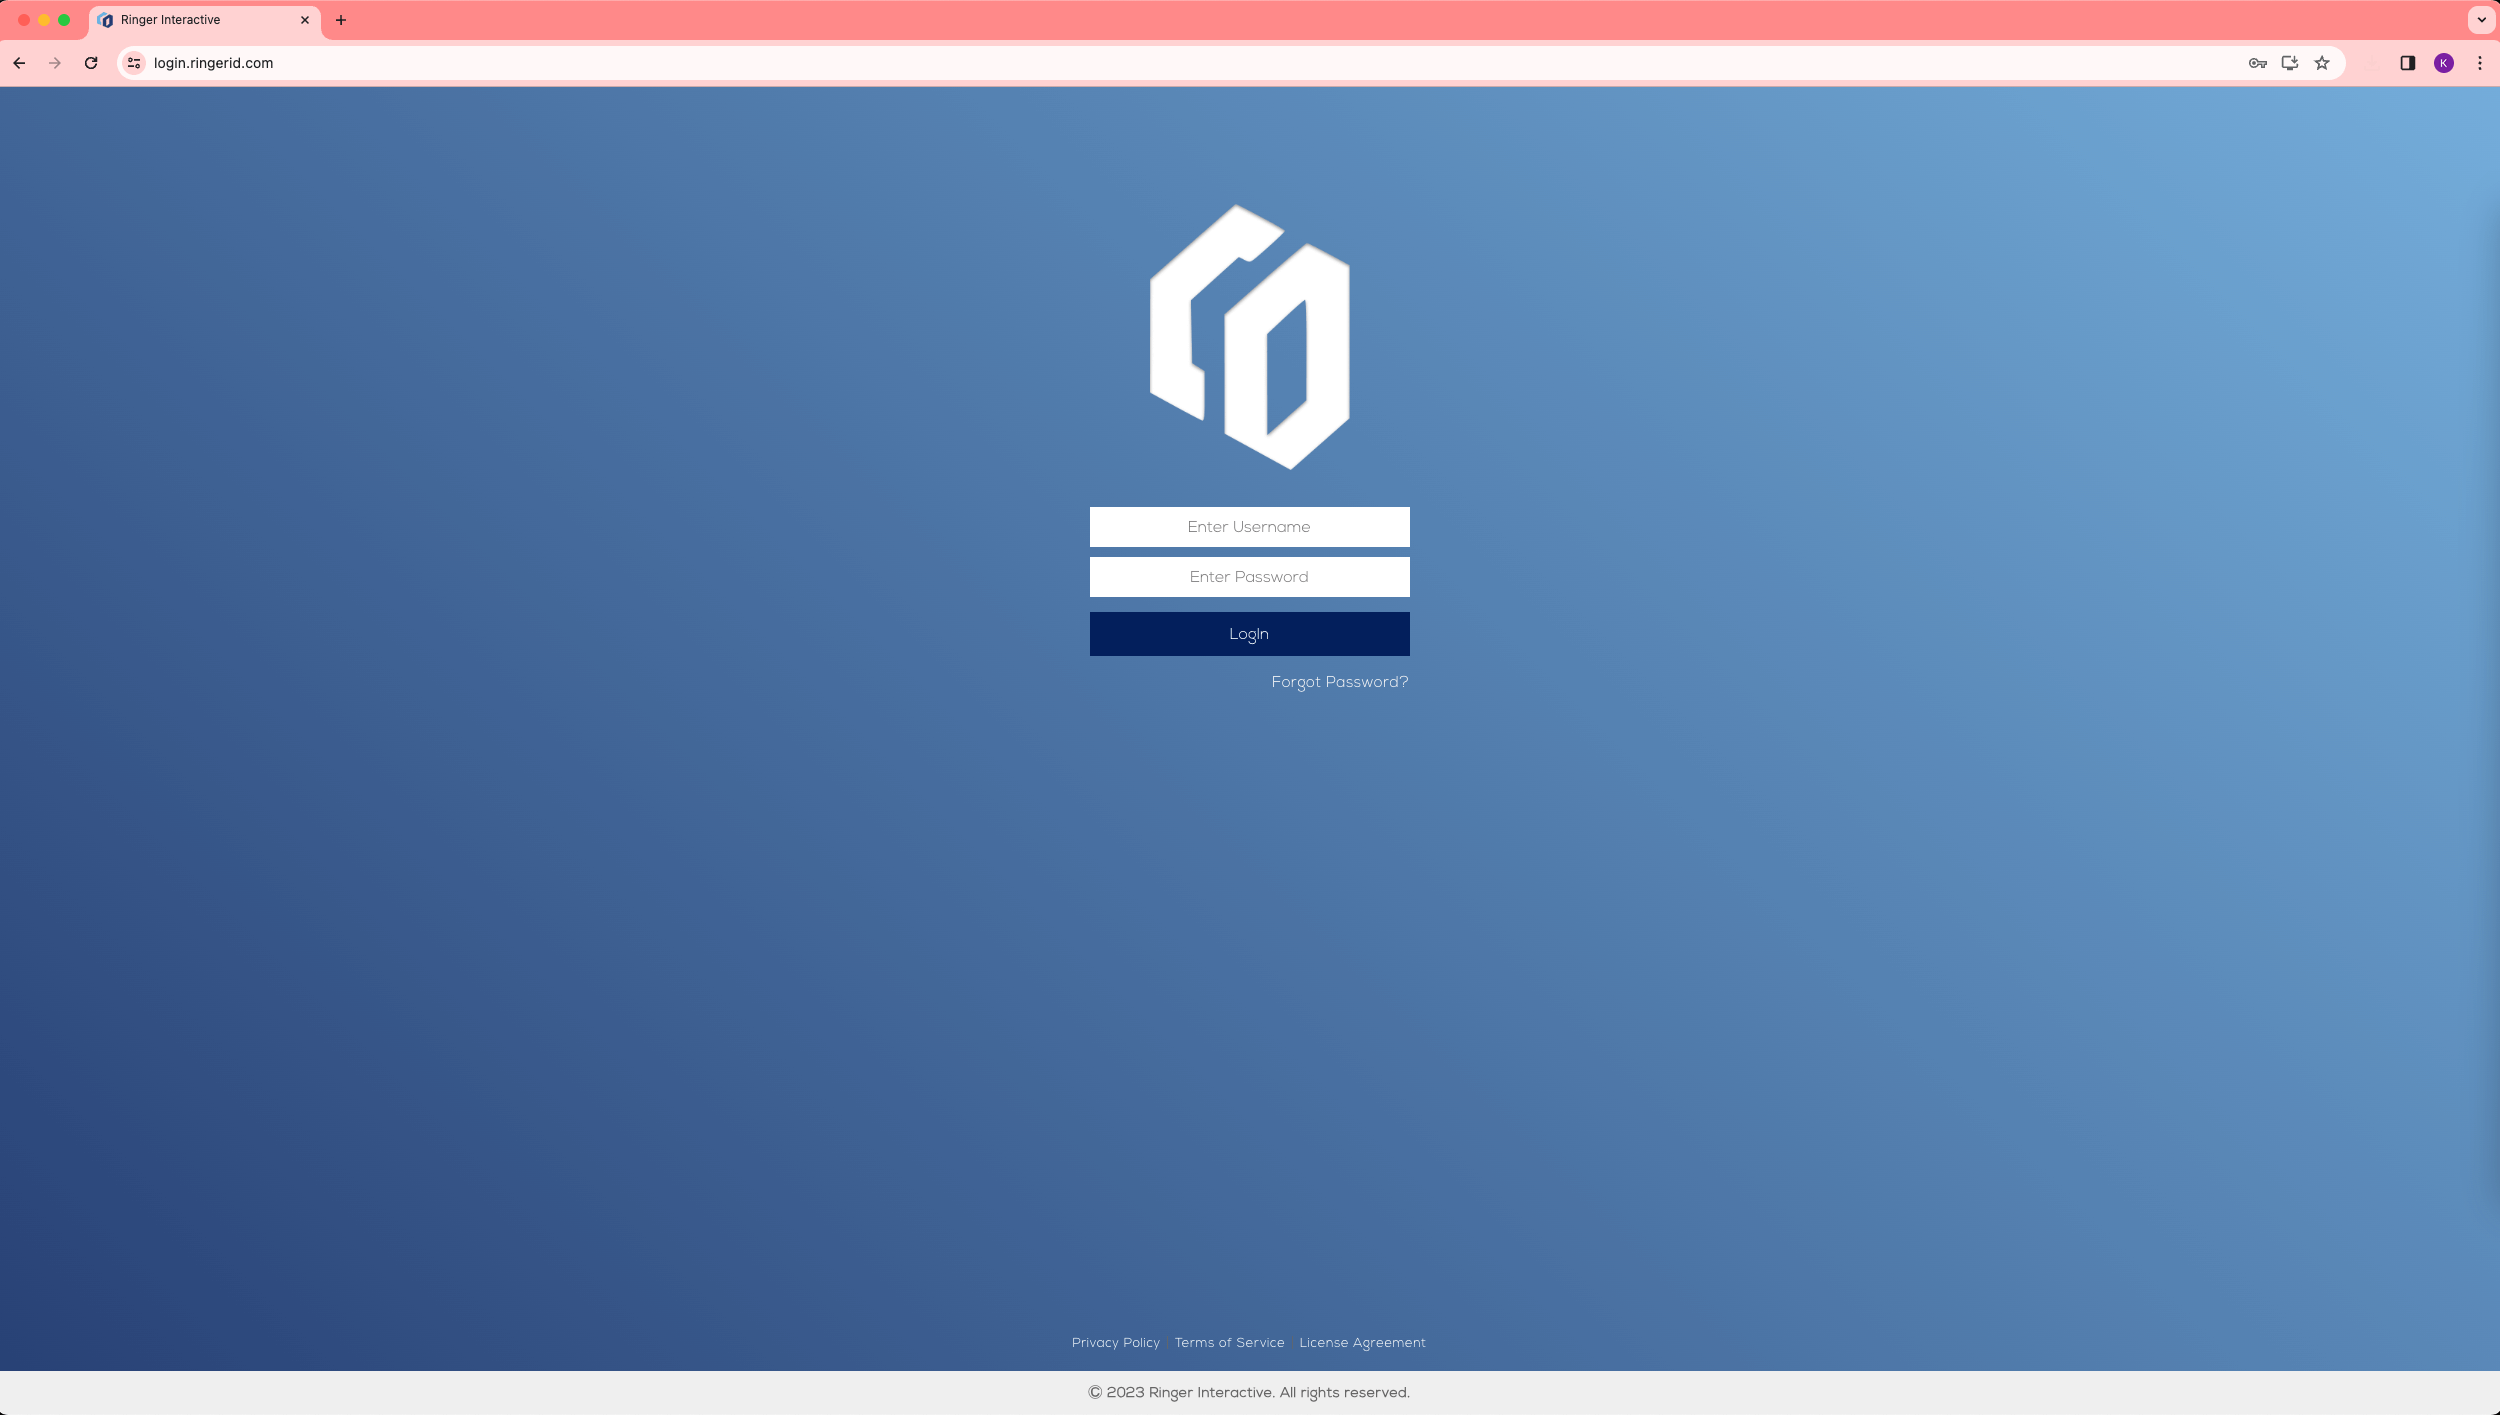 Ringer Interactive
login.ringerid.com
K
Enter Username
Enter Password
LogIn
Forgot Password?
Privacy Policy | Terms of Service | License Agreement
© 2023 Ringer Interactive. All rights reserved.